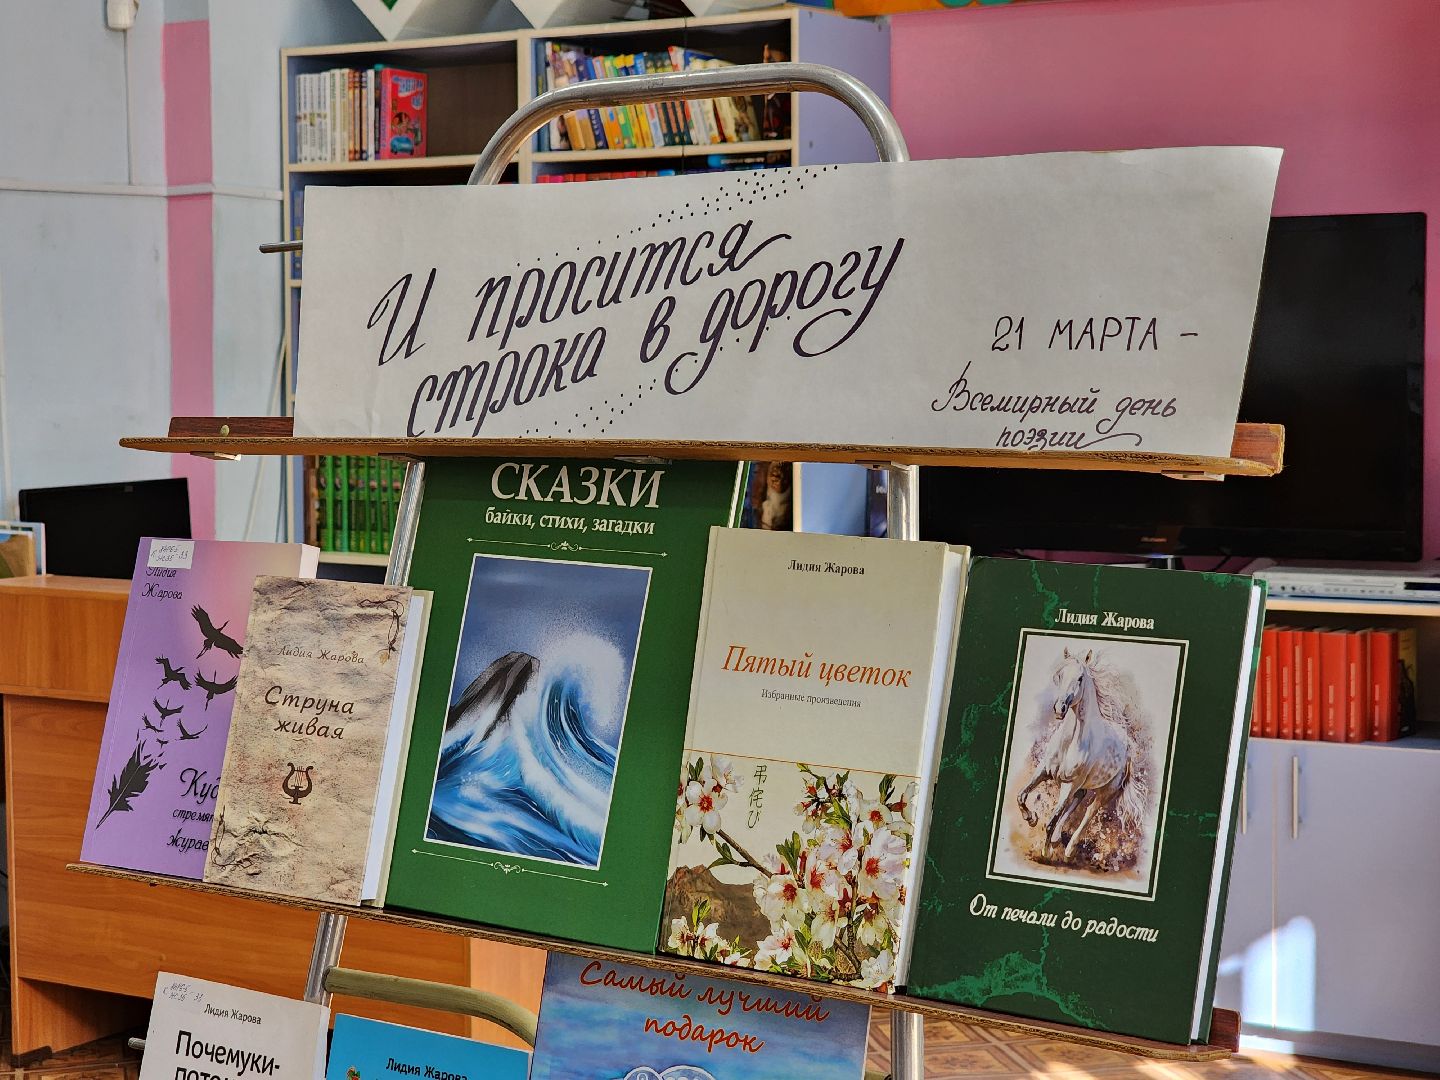 И просится
строка в дорогу
21 МАРТА –
Всемирный день
поэзии
Лидия
Жарова
Лидия Жарова
Струна
живая
СКАЗКИ
байки, стихи, загадки
Лидия Жарова
Пятый цветок
Избранные произведения
Лидия Жарова
От печали до радости
Лидия Жарова
Почемуки-
Лидия Жарова
Самый лучший
подарок